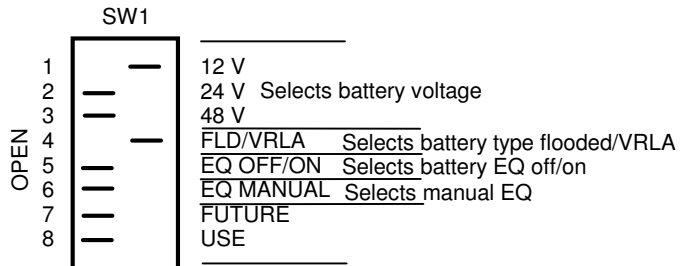 SW1
OPEN
1 12 V
2 24 V Selects battery voltage
3 48 V
4 FLD/VRLA Selects battery type flooded/VRLA
5 EQ OFF/ON Selects battery EQ off/on
6 EQ MANUAL Selects manual EQ
7 FUTURE
8 USE